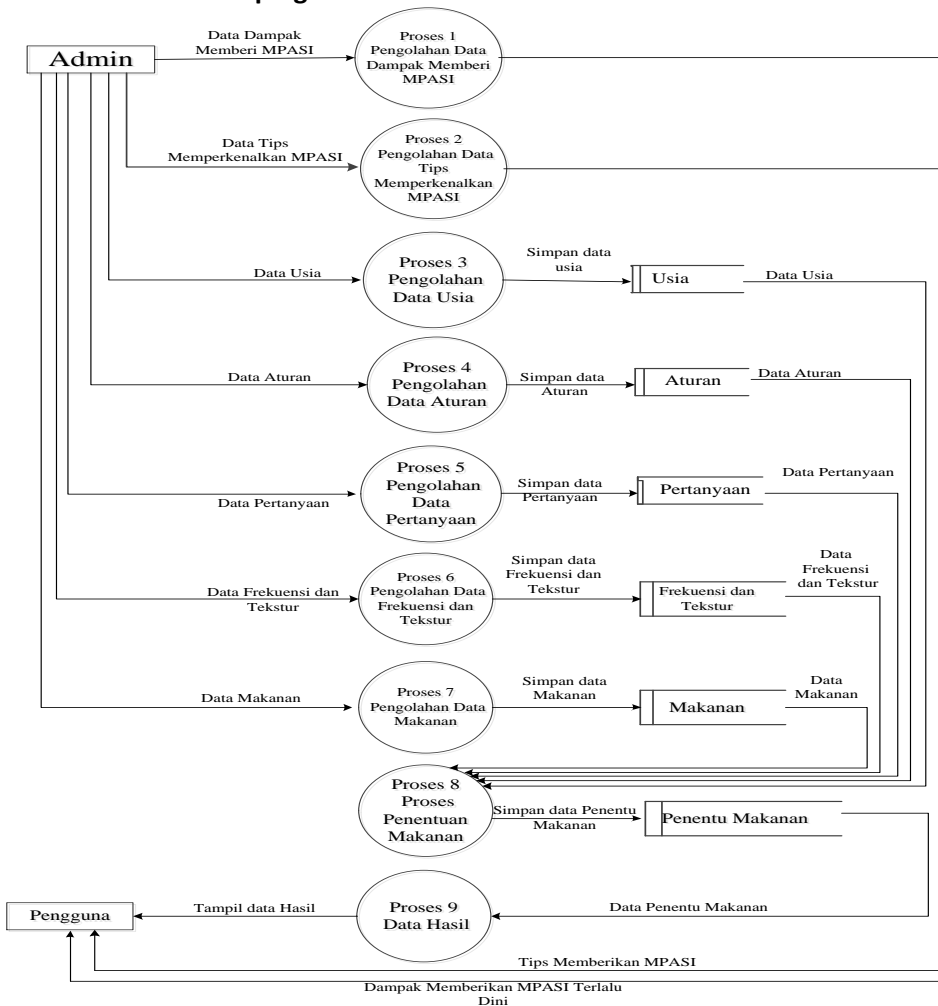 Data Dampak
Memberi MPASI
Proses 1
Pengolahan Data
Dampak Memberi
MPASI
Admin
Data Tips
Memperkenalkan MPASI
Proses 2
Pengolahan Data
Tips
Memperkenalkan
MPASI
Data Usia
Proses 3
Pengolahan
Data Usia
Simpan data
usia
Usia
Data Usia
Data Aturan
Proses 4
Pengolahan
Data Aturan
Simpan data
Aturan
Aturan
Data Aturan
Data Pertanyaan
Proses 5
Pengolahan
Data
Pertanyaan
Simpan data
Pertanyaan
Pertanyaan
Data Pertanyaan
Data Frekuensi dan
Tekstur
Proses 6
Pengolahan Data
Frekuensi dan
Tekstur
Simpan data
Frekuensi dan
Tekstur
Frekuensi dan
Tekstur
Data
Frekuensi
dan Tekstur
Data Makanan
Proses 7
Pengolahan Data
Makanan
Simpan data
Makanan
Makanan
Data
Makanan
Proses 8
Proses
Penentuan
Makanan
Simpan data Penentu
Makanan
Penentu Makanan
Pengguna
Tampil data Hasil
Proses 9
Data Hasil
Data Penentu Makanan
Tips Memberikan MPASI
Dampak Memberikan MPASI Terlalu
Dini